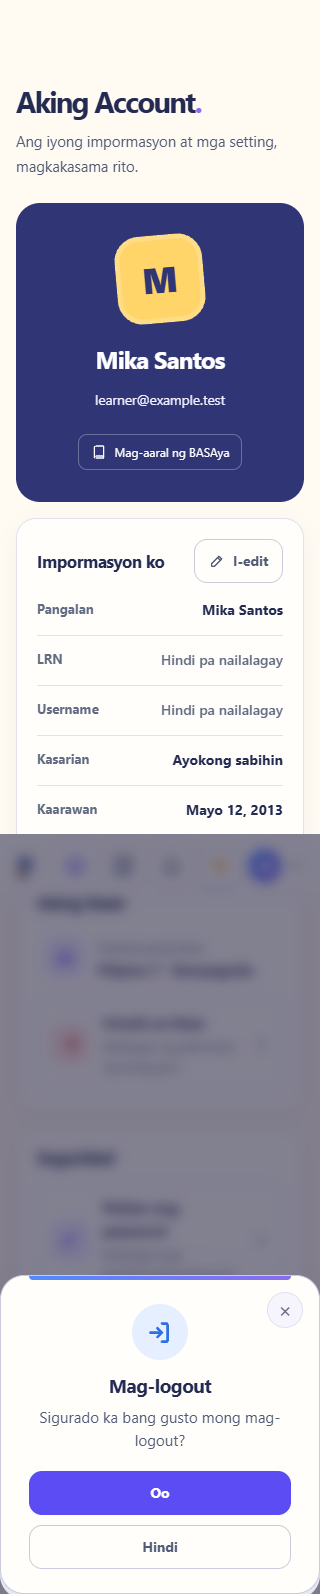 Aking Account.
Ang iyong impormasyon at mga setting,
magkakasama rito.
M
Mika Santos
learner@example.test
Mag-aaral ng BASAya
Impormasyon ko
I-edit
Pangalan Mika Santos
LRN Hindi pa nailalagay
Username Hindi pa nailalagay
Kasarian Ayokong sabihin
Kaarawan Mayo 12, 2013
Mag-logout
Sigurado ka bang gusto mong mag-
logout?
Oo
Hindi